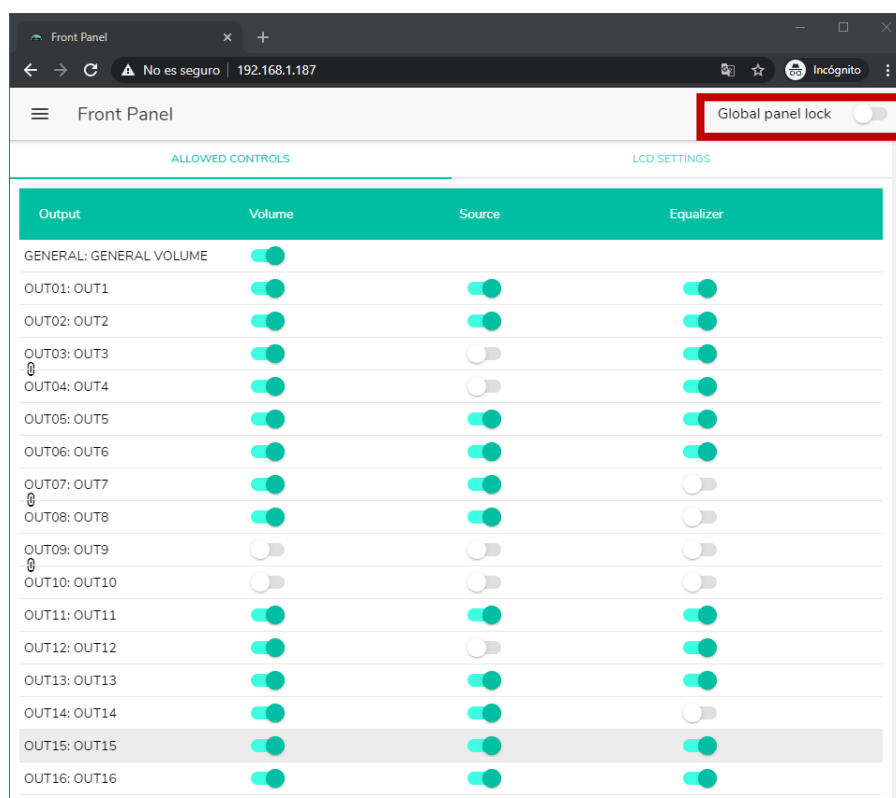 Front Panel
No es seguro | 192.168.1.187
Incógnito
Front Panel
Global panel lock
ALLOWED CONTROLS
LCD SETTINGS
Output Volume Source Equalizer
GENERAL: GENERAL VOLUME
OUT01: OUT1
OUT02: OUT2
OUT03: OUT3
OUT04: OUT4
OUT05: OUT5
OUT06: OUT6
OUT07: OUT7
OUT08: OUT8
OUT09: OUT9
OUT10: OUT10
OUT11: OUT11
OUT12: OUT12
OUT13: OUT13
OUT14: OUT14
OUT15: OUT15
OUT16: OUT16